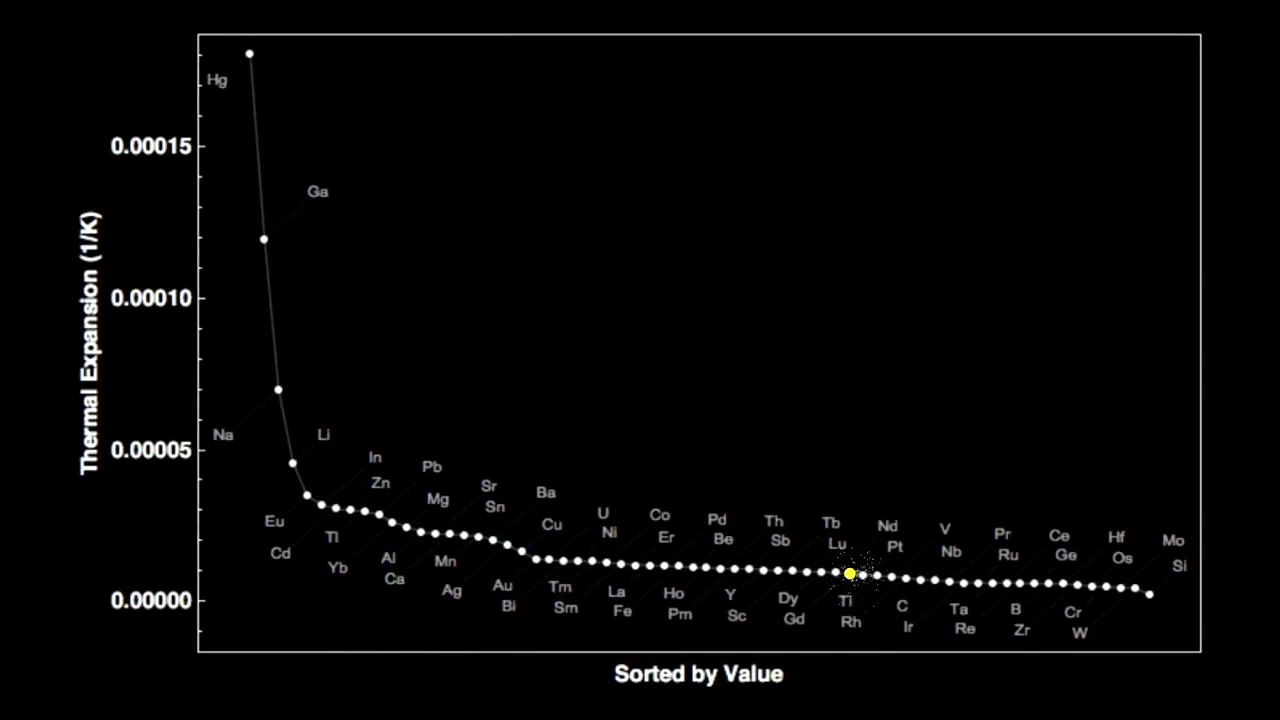 Thermal Expansion (1/K)
0.00015
0.00010
0.00005
0.00000
Hg
Ga
Na
Li
In
Pb
Zn
Sr
Ba
Mg
Sn
U
Co
Pd
Th
Tb
Nd
V
Pr
Ce
Hf
Mo
Eu
Cu
Ni
Er
Be
Sb
Lu
Pt
Nb
Ru
Ge
Os
Si
Cd
Tl
Yb
Al
Ca
Mn
Ag
Au
Bi
Tm
Sm
La
Fe
Ho
Pm
Y
Sc
Dy
Gd
Ti
Rh
C
Ir
Ta
Re
B
Zr
Cr
W
Sorted by Value